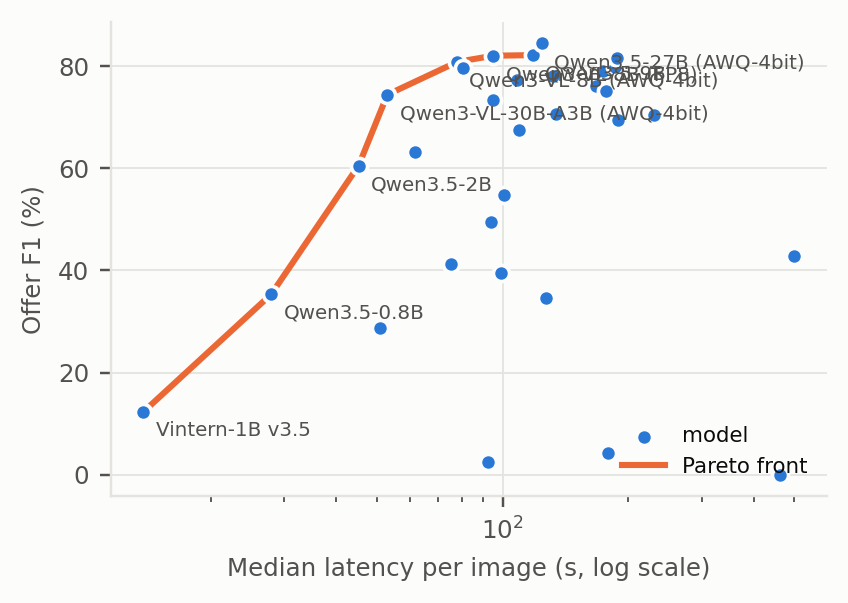 80
60
40
20
0
10²
Offer F1 (%)
Median latency per image (s, log scale)
Qwen3.5-27B (AWQ-4bit)
Qwen3-VL-8B (AWQ-4bit)
Qwen3-VL-30B-A3B (AWQ-4bit)
Qwen3.5-2B
Qwen3.5-0.8B
Vintern-1B v3.5
model
Pareto front